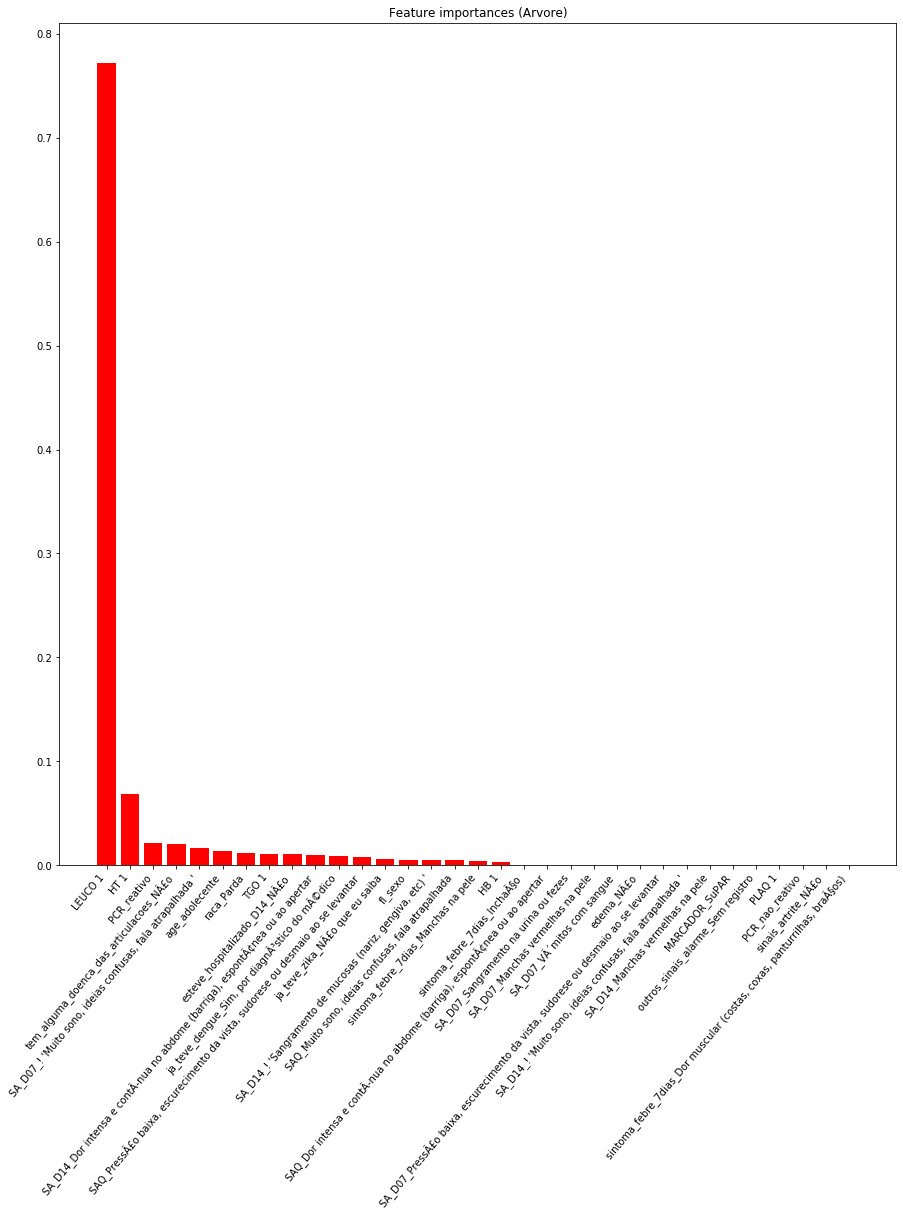 Feature importances (Arvore)
0.8
0.7
0.6
0.5
0.4
0.3
0.2
0.1
0.0
LEUCO 1
HT 1
PCR_reativo
tem_alguma_doenca_das_articulacoes_NÃ£o
SA_D07_! 'Muito sono, ideias confusas, fala atrapalhada '
age_adolecente
raca_Parda
TGO 1
esteve_hospitalizado_D14_NÃ£o
SA_D14_Dor intensa e contÃ-nua no abdome (barriga), espontÃ¢nea ou ao apertar
ja_teve_dengue_Sim, por diagnÃ³stico do mÃ©dico
SAQ_PressÃ£o baixa, escurecimento da vista, sudorese ou desmaio ao se levantar
ja_teve_zika_NÃ£o que eu saiba
fl_sexo
SA_D14_! 'Sangramento de mucosas (nariz, gengiva, etc) '
SAQ_Muito sono, ideias confusas, fala atrapalhada
sintoma_febre_7dias_Manchas na pele
HB 1
sintoma_febre_7dias_InchaÃ§o
SAQ_Dor intensa e contÃ-nua no abdome (barriga), espontÃ¢nea ou ao apertar
SA_D07_Sangramento na urina ou fezes
SA_D07_Manchas vermelhas na pele
SA_D07_VÃ´mitos com sangue
edema_NÃ£o
SA_D07_PressÃ£o baixa, escurecimento da vista, sudorese ou desmaio ao se levantar
SA_D14_! 'Muito sono, ideias confusas, fala atrapalhada '
SA_D14_Manchas vermelhas na pele
MARCADOR_SuPAR
outros_sinais_alarme_Sem registro
PLAQ 1
PCR_nao_reativo
sinais_artrite_NÃ£o
sintoma_febre_7dias_Dor muscular (costas, coxas, panturrilhas, braÃ§os)